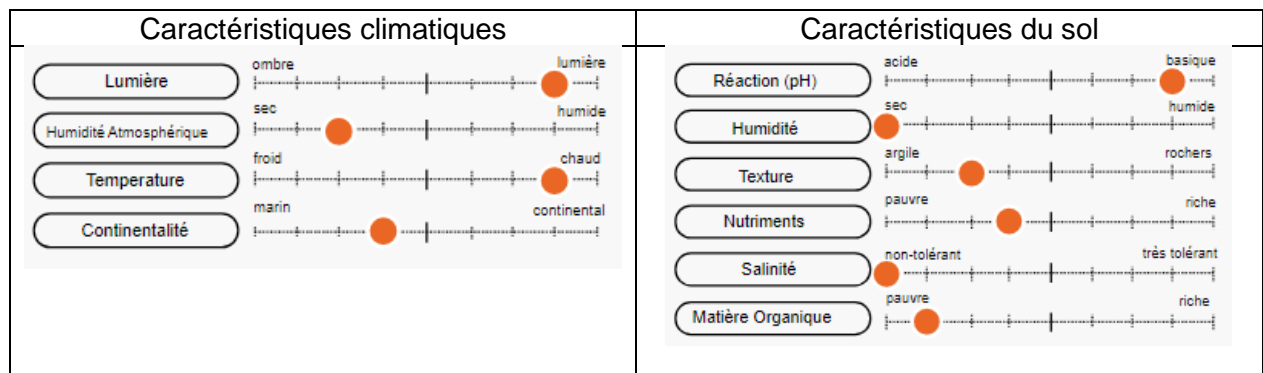 Caractéristiques climatiques
Lumière
ombre
lumière
Humidité Atmosphérique
sec
humide
Temperature
froid
chaud
Continentalité
marin
continental
Caractéristiques du sol
Réaction (pH)
acide
basique
Humidité
sec
humide
Texture
argile
rochers
Nutriments
pauvre
riche
Salinité
non-tolérant
très tolérant
Matière Organique
pauvre
riche